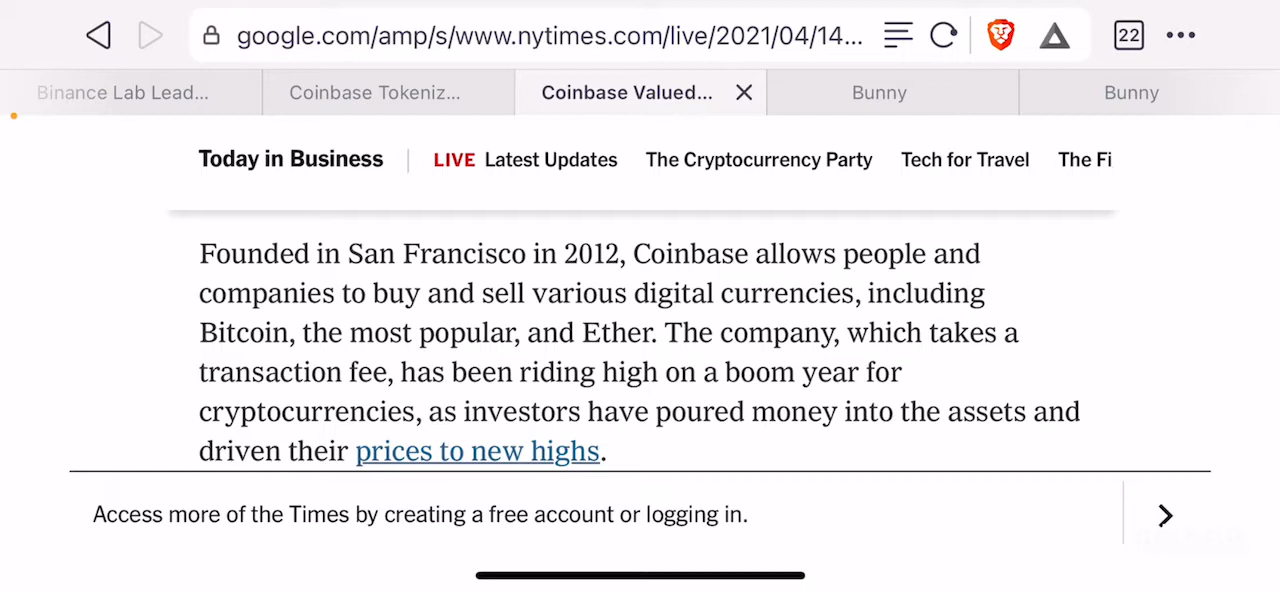 google.com/amp/s/www.nytimes.com/live/2021/04/14...
22
Binance Lab Lead...
Coinbase Tokeniz...
Coinbase Valued...
Bunny
Bunny
Today in Business
LIVE Latest Updates
The Cryptocurrency Party
Tech for Travel
The Fi
Founded in San Francisco in 2012, Coinbase allows people and
companies to buy and sell various digital currencies, including
Bitcoin, the most popular, and Ether. The company, which takes a
transaction fee, has been riding high on a boom year for
cryptocurrencies, as investors have poured money into the assets and
driven their prices to new highs.
Access more of the Times by creating a free account or logging in.